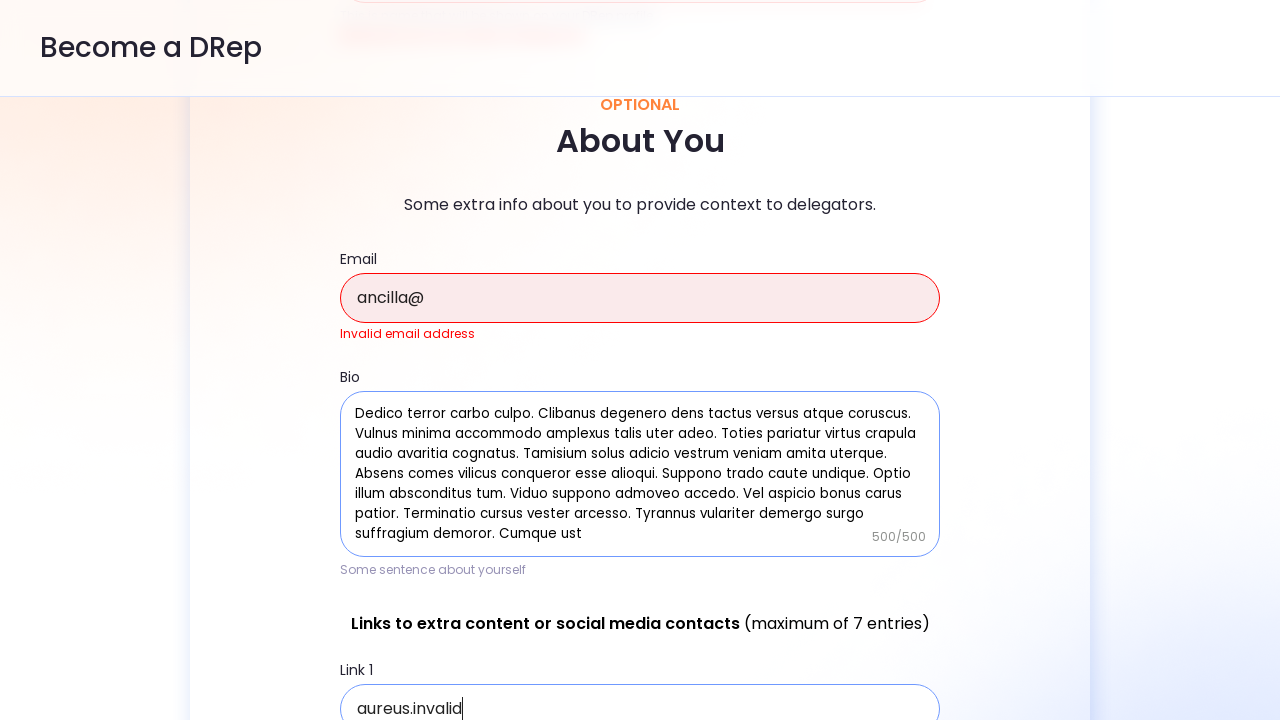 Become a DRep
OPTIONAL
About You
Some extra info about you to provide context to delegators.
Email
ancilla@
Invalid email address
Bio
Dedico terror carbo culpo. Clibanus degenero dens tactus versus atque coruscus.
Vulnus minima accommodo amplexus talis uter adeo. Toties pariatur virtus crapula
audio avaritia cognatus. Tamisium solus adicio vestrum veniam amita uterque.
Absens comes vilicus conqueror esse alioqui. Suppono trado caute undique. Optio
illum absconditus tum. Viduo suppono admoveo accedo. Vel aspicio bonus carus
patior. Terminatio cursus vester arcesso. Tyrannus vulariter demergo surgo
suffragium demoror. Cumque ust
500/500
Some sentence about yourself
Links to extra content or social media contacts (maximum of 7 entries)
Link 1
aureus.invalid